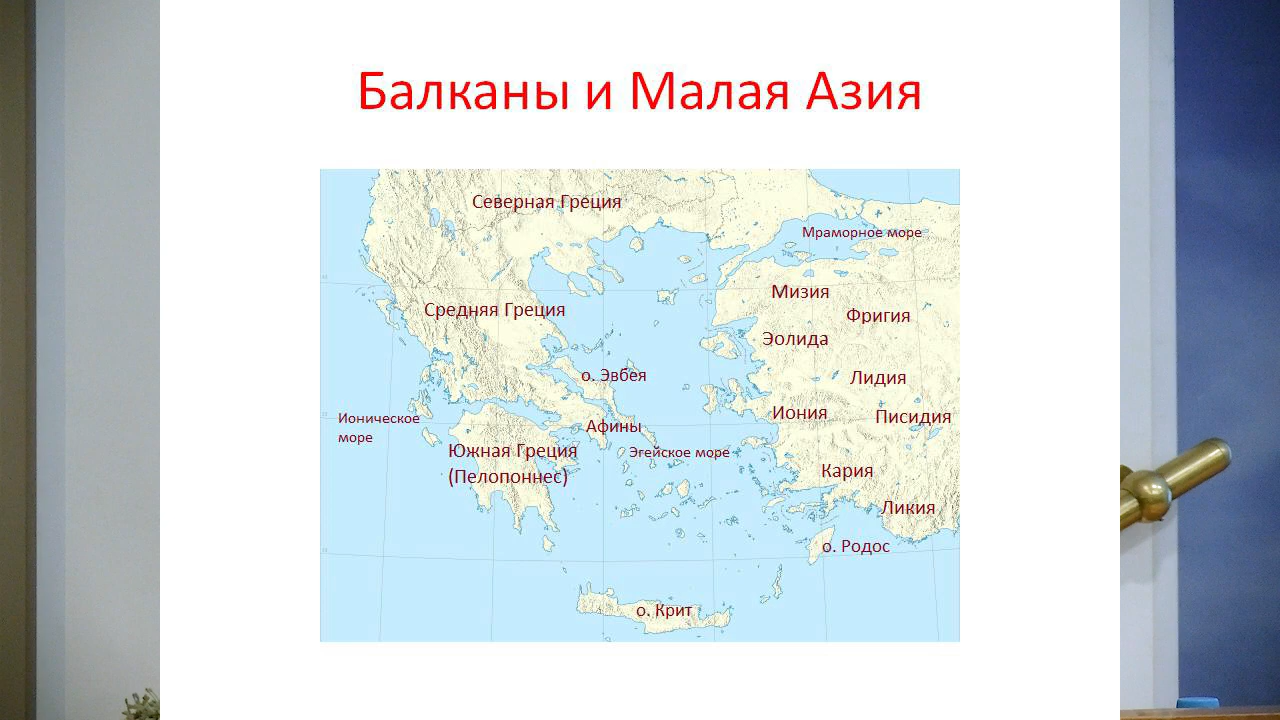 Балканы и Малая Азия
Северная Греция
Мраморное море
Мизия
Средняя Греция
Фригия
Эолида
о. Эвбея
Лидия
Иония
Писидия
Ионическое
море
Афины
Южная Греция
(Пелопоннес)
Эгейское море
Кария
Ликия
о. Родос
о. Крит